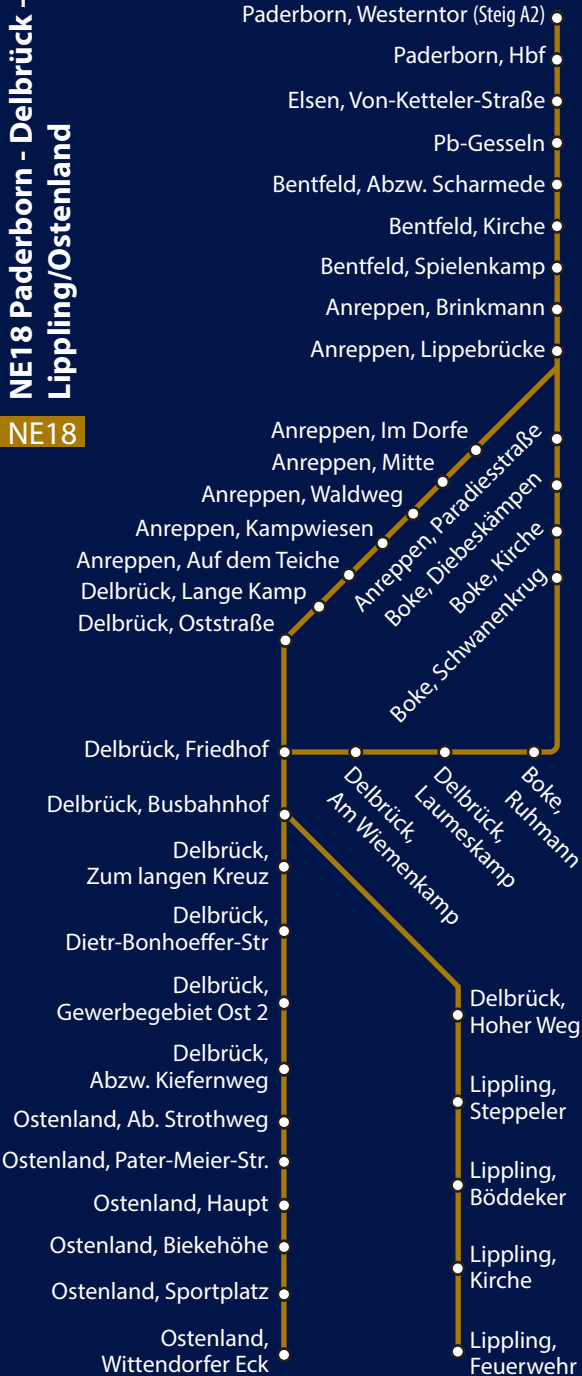 NE18 Paderborn - Delbrück -
Lippling/Ostenland
NE18
Paderborn, Westerntor (Steig A2)
Paderborn, Hbf
Elsen, Von-Ketteler-Straße
Pb-Gesseln
Bentfeld, Abzw. Scharmede
Bentfeld, Kirche
Bentfeld, Spielenkamp
Anreppen, Brinkmann
Anreppen, Lippebrücke
Anreppen, Im Dorfe
Anreppen, Mitte
Anreppen, Waldweg
Anreppen, Kampwiesen
Anreppen, Auf dem Teiche
Delbrück, Lange Kamp
Delbrück, Oststraße
Anreppen, Paradiesstraße
Boke, Diebeskämpen
Boke, Kirche
Boke, Schwanenkrug
Boke,
Ruhmann
Delbrück,
Laumeskamp
Delbrück,
Am Wiemenkamp
Delbrück, Friedhof
Delbrück, Busbahnhof
Delbrück,
Zum langen Kreuz
Delbrück,
Dietr-Bonhoeffer-Str
Delbrück,
Gewerbegebiet Ost 2
Delbrück,
Abzw. Kiefernweg
Ostenland, Ab. Strothweg
Ostenland, Pater-Meier-Str.
Ostenland, Haupt
Ostenland, Biekehöhe
Ostenland, Sportplatz
Ostenland,
Wittendorfer Eck
Delbrück,
Hoher Weg
Lippling,
Steppeler
Lippling,
Böddeker
Lippling,
Kirche
Lippling,
Feuerwehr